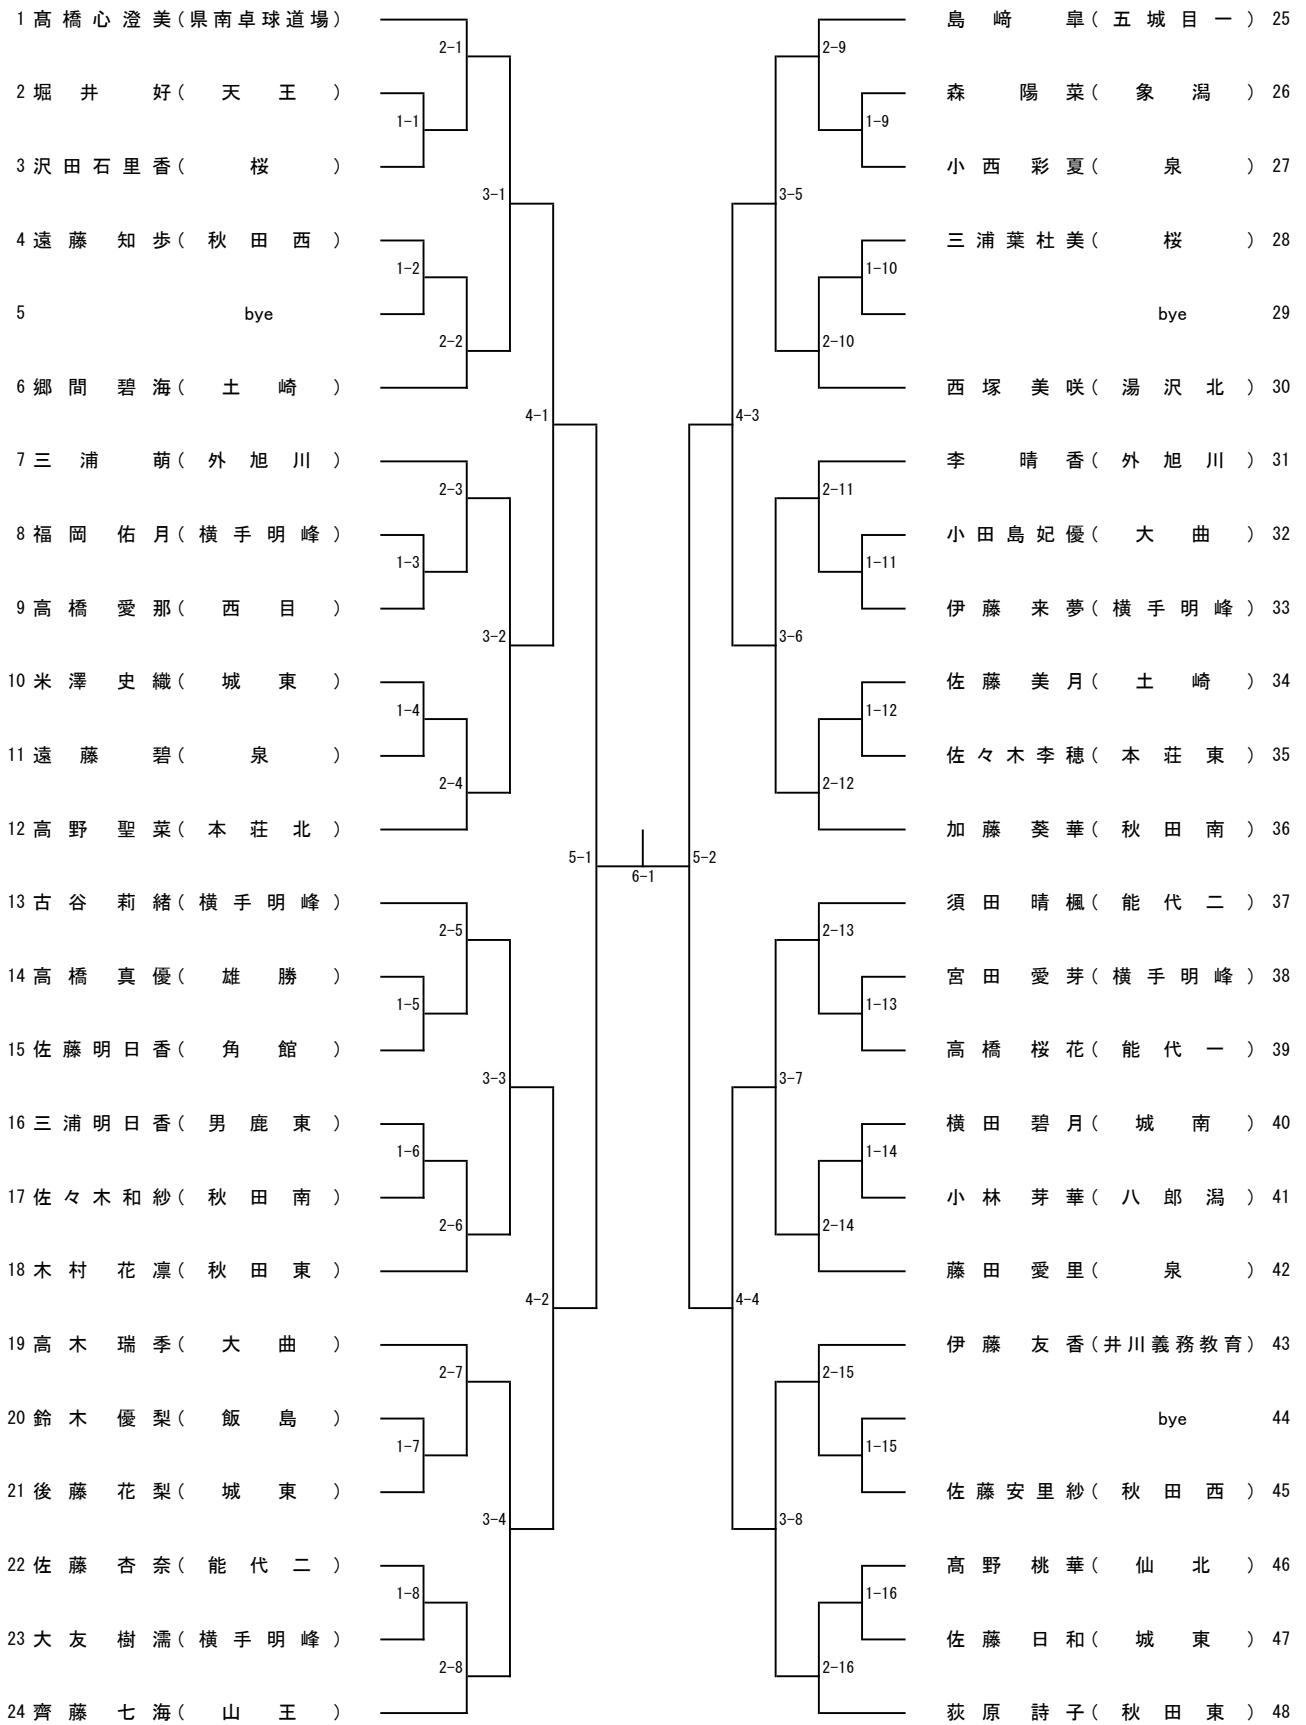 1 髙橋心澄美(県南卓球道場)
2-1
2 堀井好(天王)
1-1
3 沢田石里香(桜)
3-1
4 遠藤知歩(秋田西)
1-2
5 bye
2-2
6 郷間碧海(土崎)
4-1
7 三浦萌(外旭川)
2-3
8 福岡佑月(横手明峰)
1-3
9 高橋愛那(西目)
3-2
10 米澤史織(城東)
1-4
11 遠藤碧(泉)
2-4
12 高野聖菜(本荘北)
5-1
13 古谷莉緒(横手明峰)
2-5
14 高橋真優(雄勝)
1-5
15 佐藤明日香(角館)
3-3
16 三浦明日香(男鹿東)
1-6
17 佐々木和紗(秋田南)
2-6
18 木村花凛(秋田東)
4-2
19 高木瑞季(大曲)
2-7
20 鈴木優梨(飯島)
1-7
21 後藤花梨(城東)
3-4
22 佐藤杏奈(能代二)
1-8
23 大友樹濡(横手明峰)
2-8
24 齊藤七海(山王)
6-1
島﨑皐(五城目一) 25
2-9
森陽菜(象潟) 26
1-9
小西彩夏(泉) 27
3-5
三浦葉杜美(桜) 28
1-10
bye 29
2-10
西塚美咲(湯沢北) 30
4-3
李晴香(外旭川) 31
2-11
小田島妃優(大曲) 32
1-11
伊藤来夢(横手明峰) 33
3-6
佐藤美月(土崎) 34
1-12
佐々木李穂(本荘東) 35
2-12
加藤葵華(秋田南) 36
5-2
須田晴楓(能代二) 37
2-13
宮田愛芽(横手明峰) 38
1-13
高橋桜花(能代一) 39
3-7
横田碧月(城南) 40
1-14
小林芽華(八郎潟) 41
2-14
藤田愛里(泉) 42
4-4
伊藤友香(井川義務教育) 43
2-15
bye 44
1-15
佐藤安里紗(秋田西) 45
3-8
髙野桃華(仙北) 46
1-16
佐藤日和(城東) 47
2-16
荻原詩子(秋田東) 48